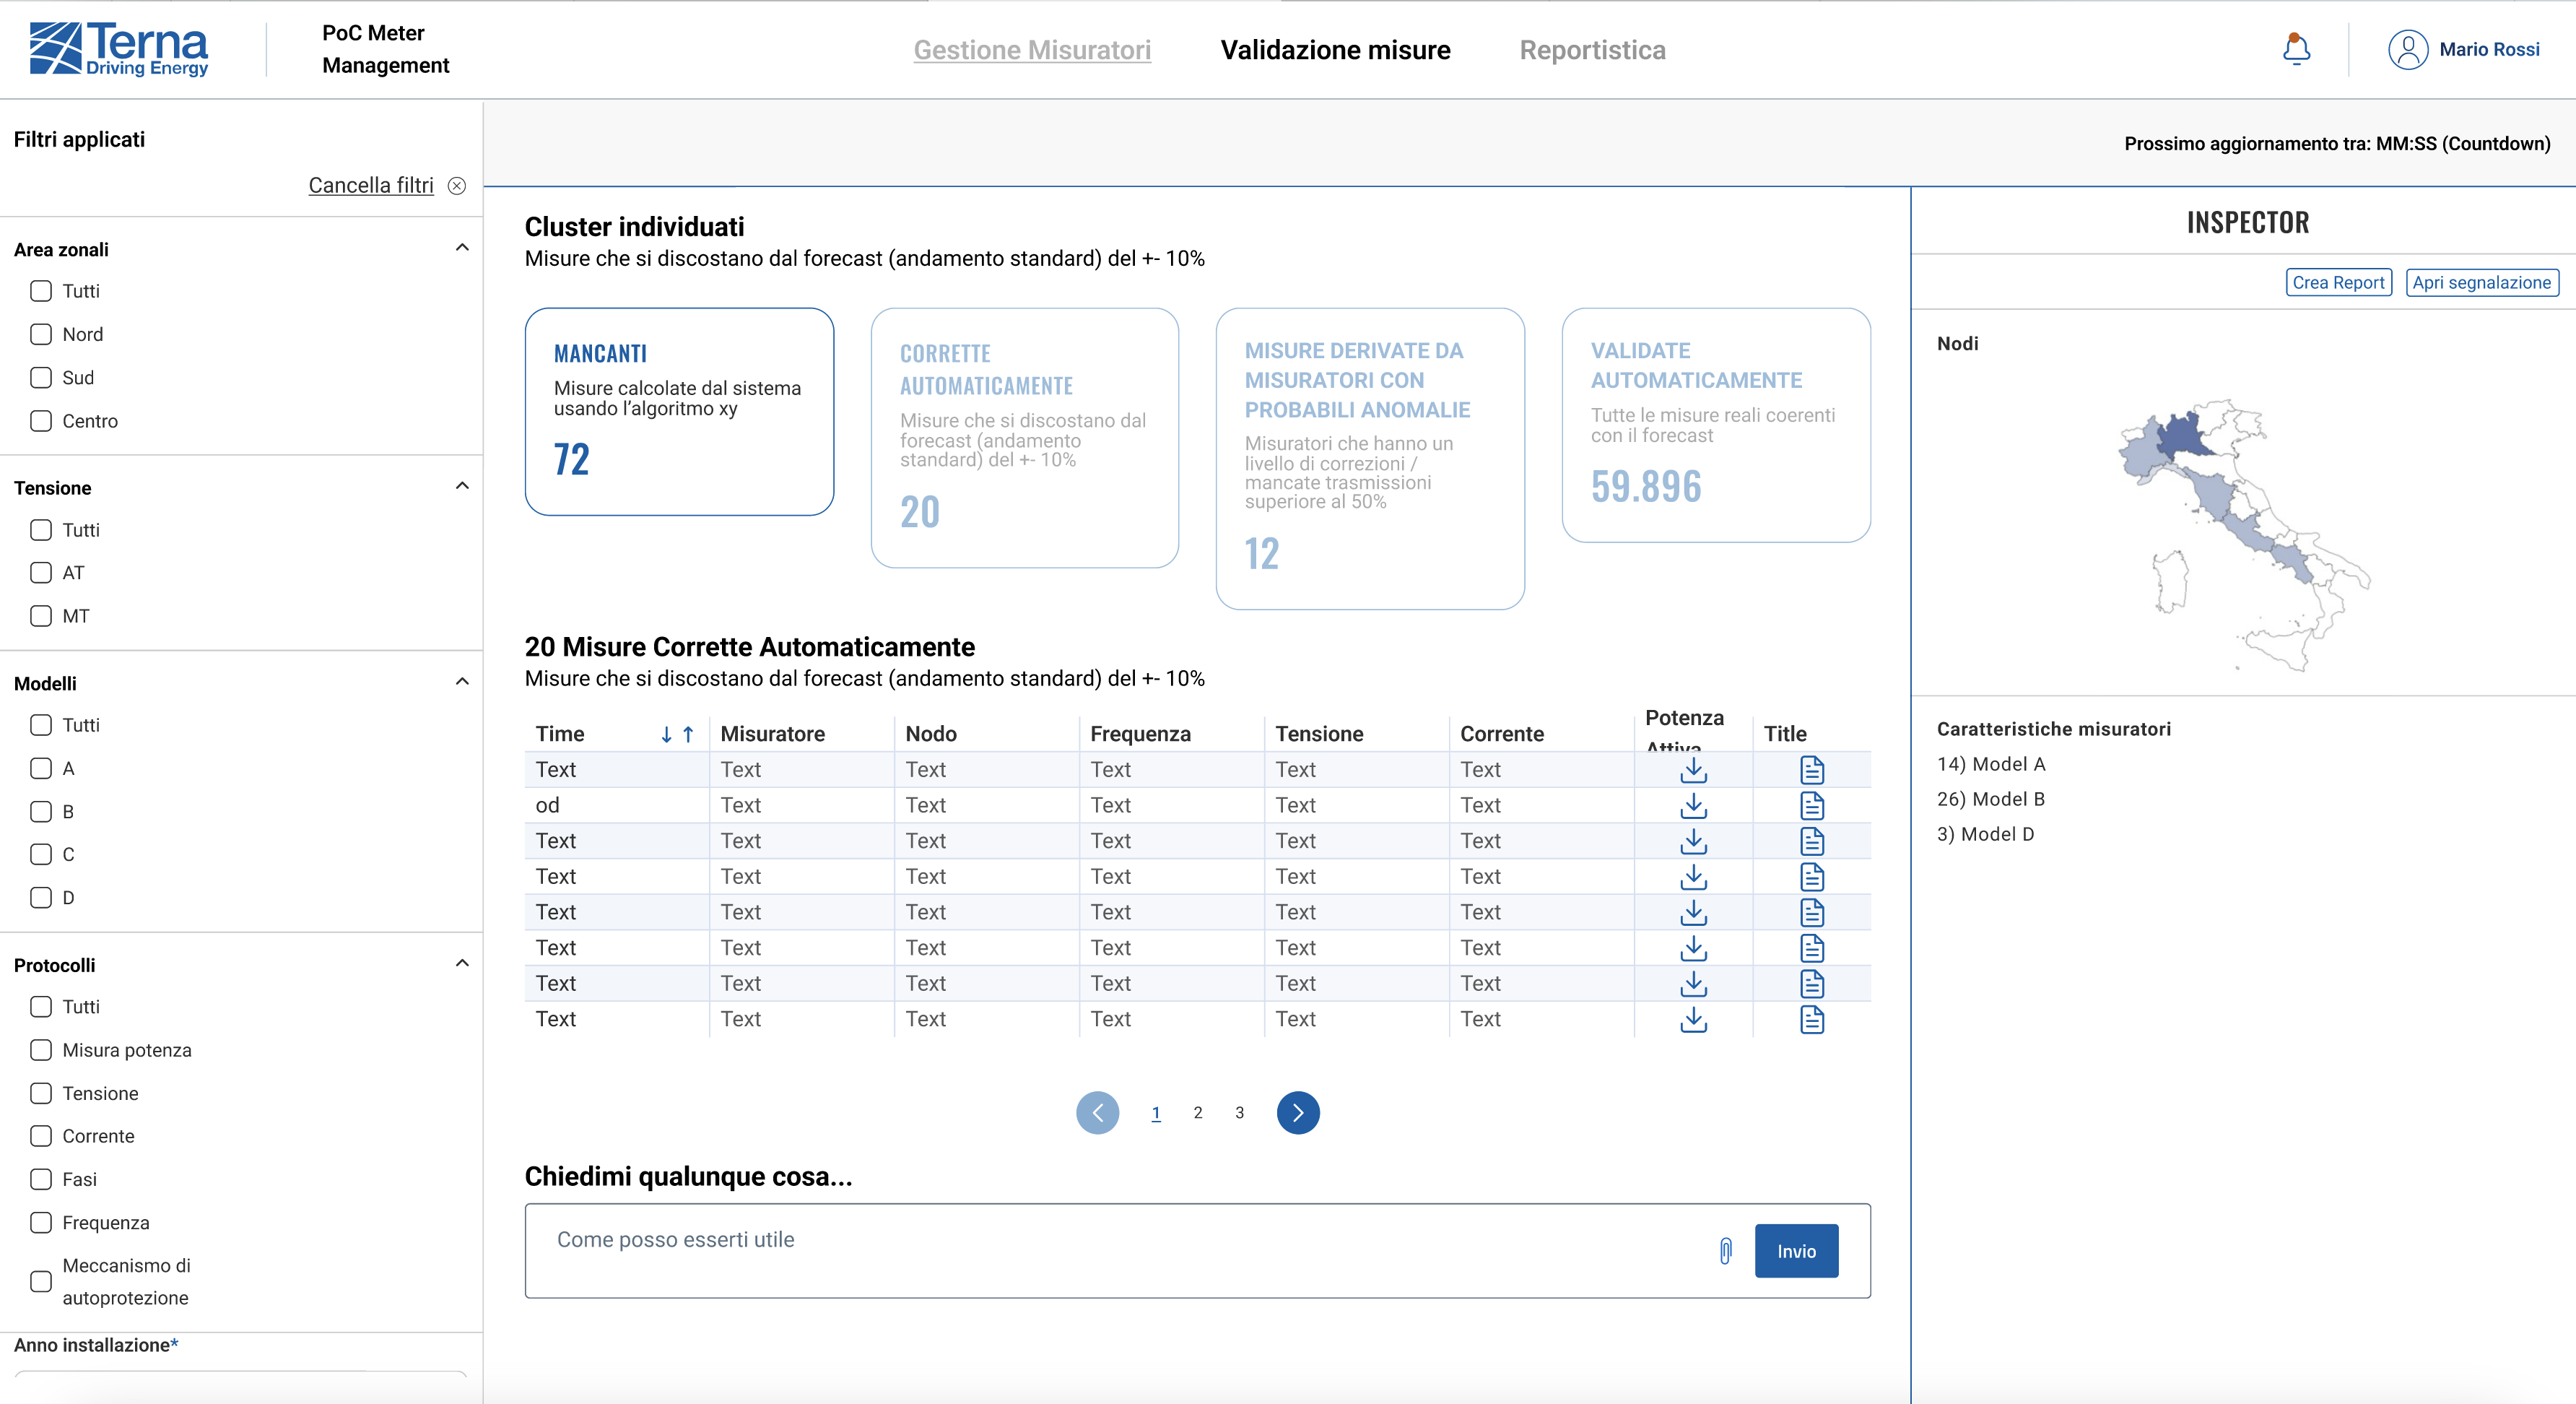 Terna
Driving Energy
PoC Meter
Management
Gestione Misuratori
Validazione misure
Reportistica
Mario Rossi
Filtri applicati
Cancella filtri
Area zonali
Tutti
Nord
Sud
Centro
Tensione
Tutti
AT
MT
Modelli
Tutti
A
B
C
D
Protocolli
Tutti
Misura potenza
Tensione
Corrente
Fasi
Frequenza
Meccanismo di
autoprotezione
Anno installazione*
Prossimo aggiornamento tra: MM:SS (Countdown)
Cluster individuati
Misure che si discostano dal forecast (andamento standard) del +- 10%
MANCANTI
Misure calcolate dal sistema
usando l'algoritmo xy
72
CORRETTE
AUTOMATICAMENTE
Misure che si discostano dal
forecast (andamento
standard) del +- 10%
20
MISURE DERIVATE DA
MISURATORI CON
PROBABILI ANOMALIE
Misuratori che hanno un
livello di correzioni /
mancate trasmissioni
superiore al 50%
12
VALIDATE
AUTOMATICAMENTE
Tutte le misure reali coerenti
con il forecast
59.896
20 Misure Corrette Automaticamente
Misure che si discostano dal forecast (andamento standard) del +- 10%
Time Misuratore Nodo Frequenza Tensione Corrente Potenza Attiva Title
Text Text Text Text Text Text
od Text Text Text Text Text
Text Text Text Text Text Text
Text Text Text Text Text Text
Text Text Text Text Text Text
Text Text Text Text Text Text
Text Text Text Text Text Text
Text Text Text Text Text Text
1 2 3
Chiedimi qualunque cosa...
Come posso esserti utile
Invio
INSPECTOR
Crea Report
Apri segnalazione
Nodi
Caratteristiche misuratori
14) Model A
26) Model B
3) Model D